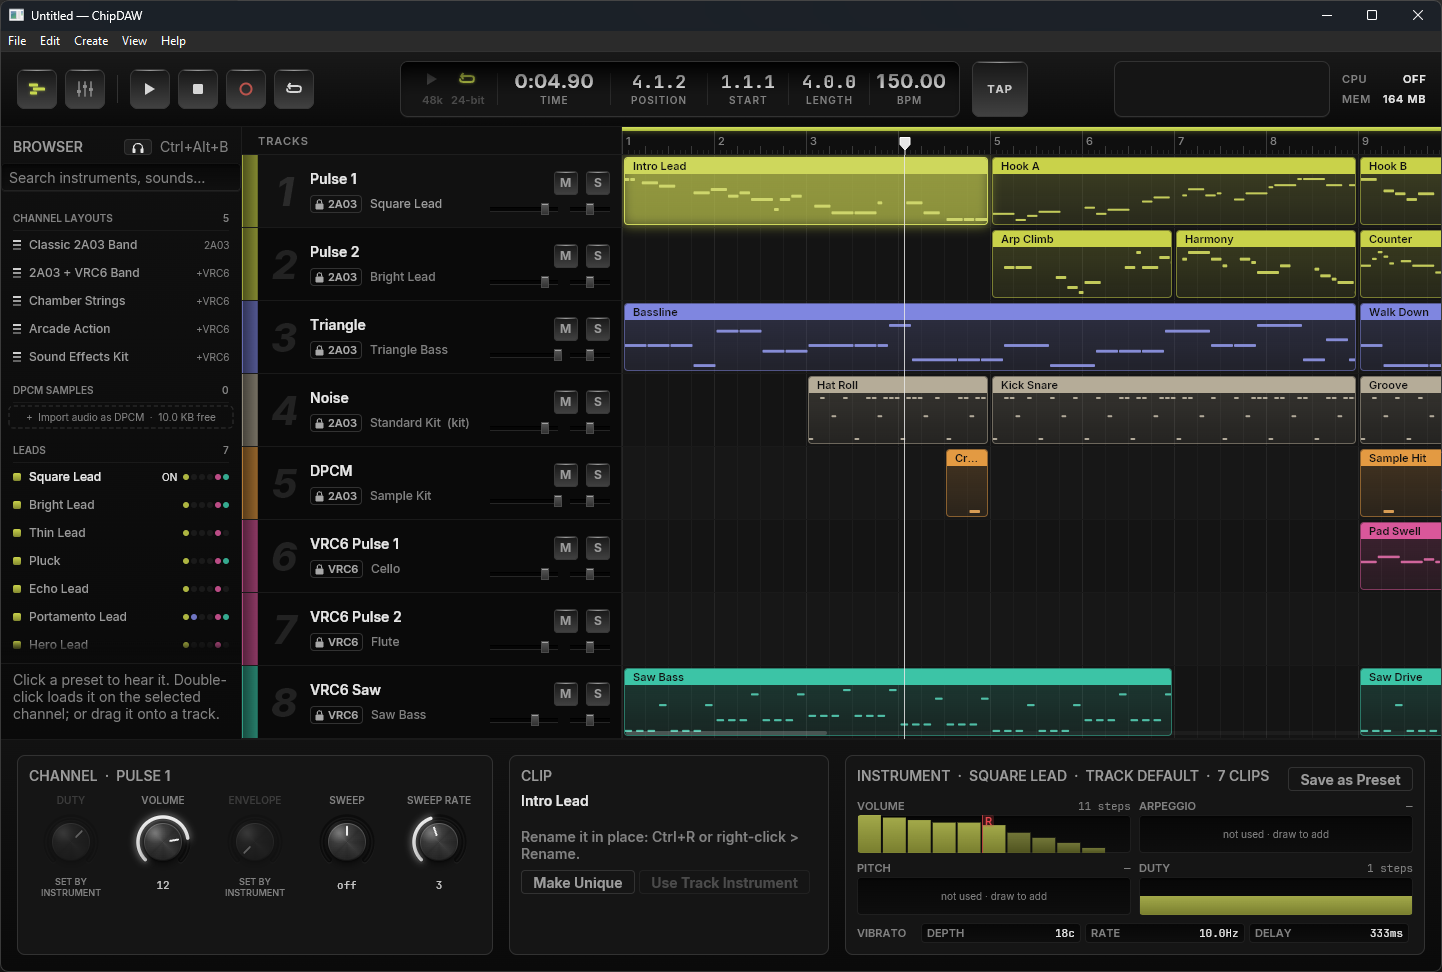 Untitled — ChipDAW
File Edit Create View Help
48k 24-bit
0:04.90 TIME
4.1.2 POSITION
1.1.1 START
4.0.0 LENGTH
150.00 BPM
TAP
CPU OFF
MEM 164 MB
BROWSER Ctrl+Alt+B
Search instruments, sounds...
CHANNEL LAYOUTS 5
Classic 2A03 Band 2A03
2A03 + VRC6 Band +VRC6
Chamber Strings +VRC6
Arcade Action +VRC6
Sound Effects Kit +VRC6
DPCM SAMPLES 0
+ Import audio as DPCM · 10.0 KB free
LEADS 7
Square Lead ON
Bright Lead
Thin Lead
Pluck
Echo Lead
Portamento Lead
Hero Lead
Click a preset to hear it. Double-
click loads it on the selected
channel; or drag it onto a track.
TRACKS
1 Pulse 1 M S
2A03 Square Lead
2 Pulse 2 M S
2A03 Bright Lead
3 Triangle M S
2A03 Triangle Bass
4 Noise M S
2A03 Standard Kit (kit)
5 DPCM M S
2A03 Sample Kit
6 VRC6 Pulse 1 M S
VRC6 Cello
7 VRC6 Pulse 2 M S
VRC6 Flute
8 VRC6 Saw M S
VRC6 Saw Bass
1 2 3 5 6 7 8 9
Intro Lead Hook A Hook B
Arp Climb Harmony Counter
Bassline Walk Down
Hat Roll Kick Snare Groove
Cr... Sample Hit
Pad Swell
Saw Bass Saw Drive
CHANNEL · PULSE 1
DUTY VOLUME ENVELOPE SWEEP SWEEP RATE
SET BY INSTRUMENT 12 SET BY INSTRUMENT off 3
CLIP
Intro Lead
Rename it in place: Ctrl+R or right-click >
Rename.
Make Unique Use Track Instrument
INSTRUMENT · SQUARE LEAD · TRACK DEFAULT · 7 CLIPS Save as Preset
VOLUME 11 steps ARPEGGIO –
R
not used · draw to add
PITCH – DUTY 1 steps
not used · draw to add
VIBRATO DEPTH 18c RATE 10.0Hz DELAY 333ms